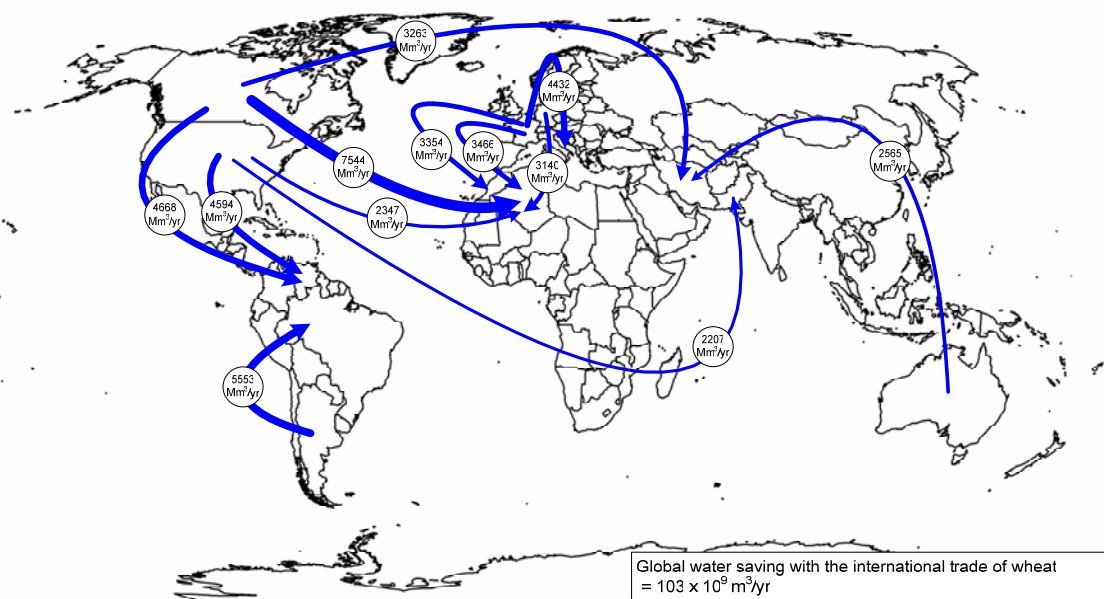 3263
Mm³/yr
4432
Mm³/yr
3354
Mm³/yr
3466
Mm³/yr
7544
Mm³/yr
3140
Mm³/yr
2565
Mm³/yr
4668
Mm³/yr
4594
Mm³/yr
2347
Mm³/yr
2207
Mm³/yr
5553
Mm³/yr
Global water saving with the international trade of wheat
= 103 x 10⁹ m³/yr